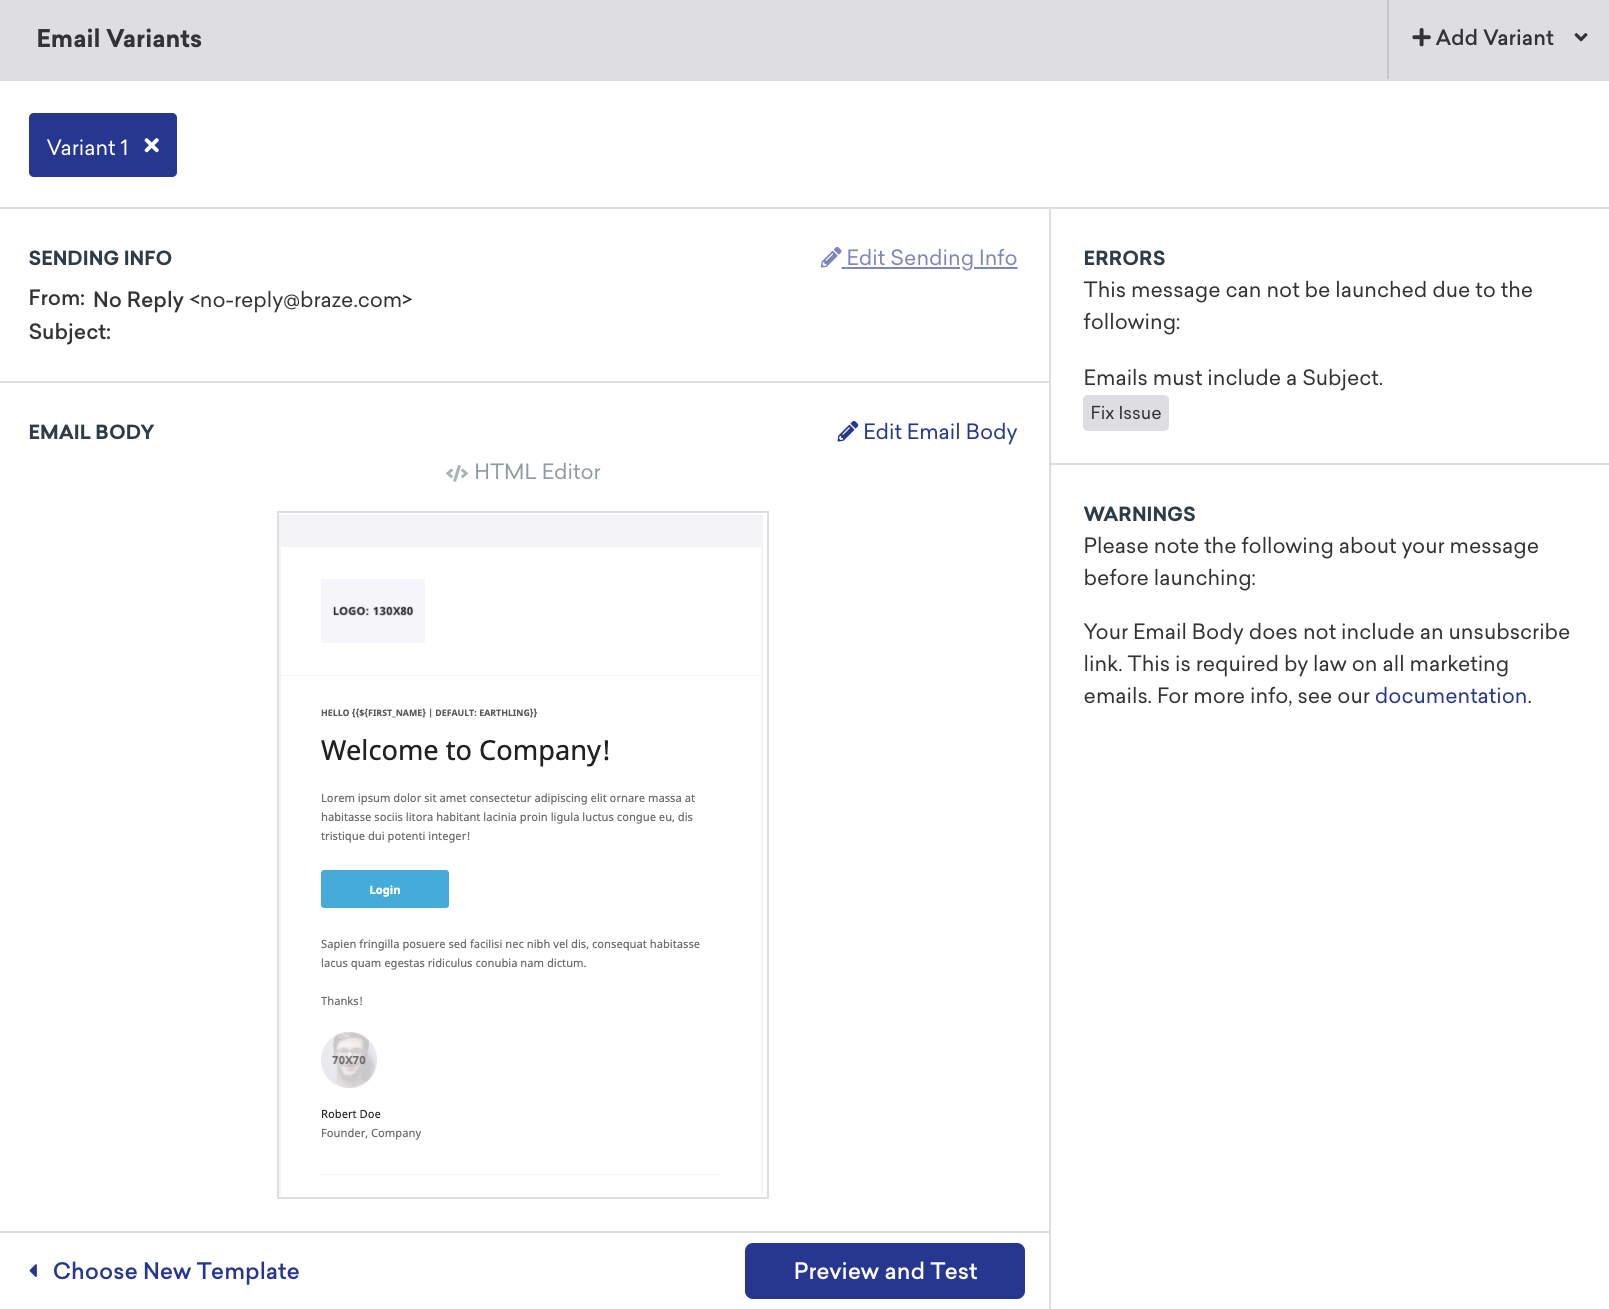 Email Variants
Add Variant
Variant 1
SENDING INFO
Edit Sending Info
From: No Reply <no-reply@braze.com>
Subject:
EMAIL BODY
Edit Email Body
</> HTML Editor
LOGO: 130X80
HELLO {{${FIRST_NAME} | DEFAULT: EARTHLING}}
Welcome to Company!
Lorem ipsum dolor sit amet consectetur adipiscing elit ornare massa at
habitasse sociis litora habitant lacinia proin ligula luctus congue eu, dis
tristique dui potenti integer!
Login
Sapien fringilla posuere sed facilisi nec nibh vel dis, consequat habitasse
lacus quam egestas ridiculus conubia nam dictum.
Thanks!
70X70
Robert Doe
Founder, Company
Choose New Template
Preview and Test
ERRORS
This message can not be launched due to the
following:
Emails must include a Subject.
Fix Issue
WARNINGS
Please note the following about your message
before launching:
Your Email Body does not include an unsubscribe
link. This is required by law on all marketing
emails. For more info, see our documentation.